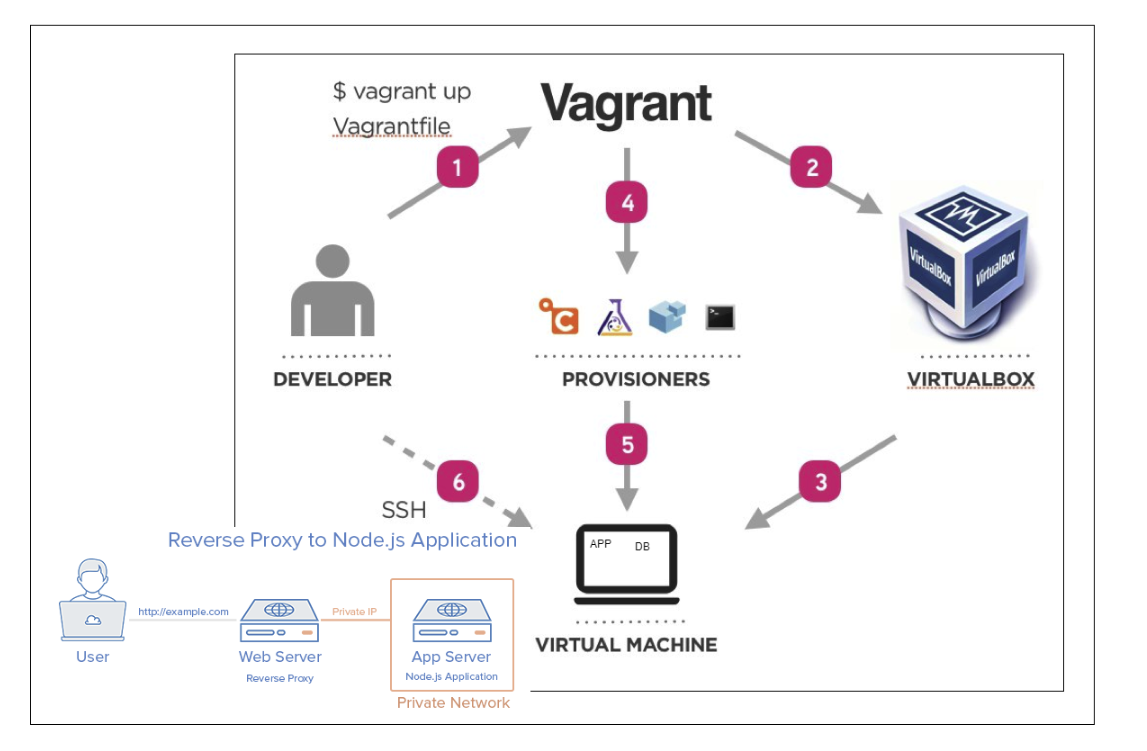 $ vagrant up
Vagrantfile
Vagrant
1
2
4
VirtualBox
VirtualBox
C
>_
DEVELOPER
PROVISIONERS
VIRTUALBOX
5
6
3
SSH
APP
DB
VIRTUAL MACHINE
Reverse Proxy to Node.js Application
http://example.com
Private IP
User
Web Server
Reverse Proxy
App Server
Node.js Application
Private Network